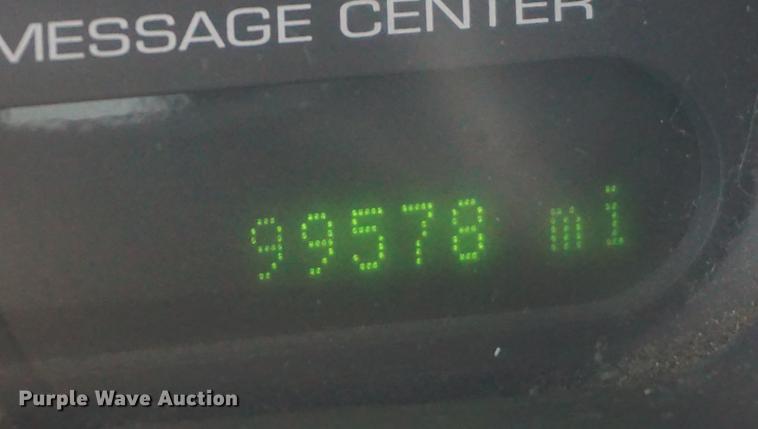 MESSAGE CENTER
99578 mi
Purple Wave Auction